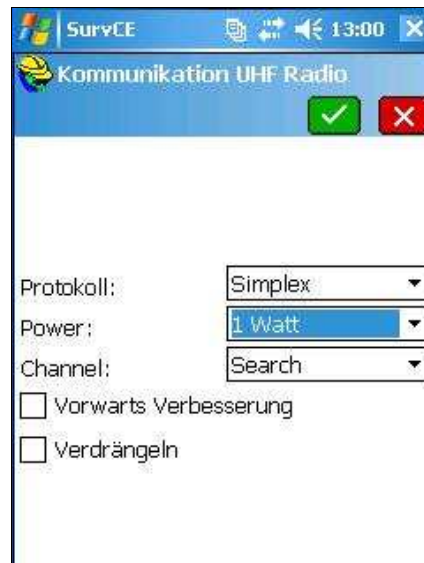 SurvCE 13:00
Kommunikation UHF Radio
Protokoll: Simplex
Power: 1 Watt
Channel: Search
Vorwarts Verbesserung
Verdrängeln